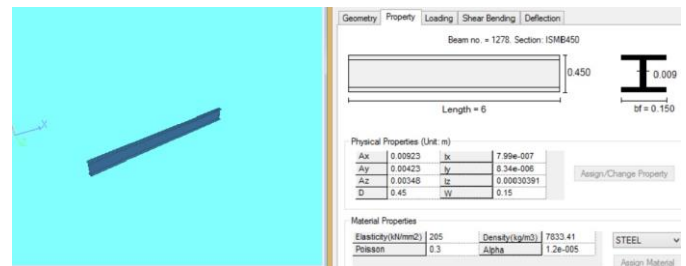 Geometry Property Loading Shear Bending Deflection
Beam no. = 1278. Section: ISMB450
0.450
0.009
Length = 6
bf = 0.150
Physical Properties (Unit: m)
Ax 0.00923 Ix 7.99e-007
Ay 0.00423 Iy 8.34e-006
Az 0.00348 Iz 0.00030391
D 0.45 W 0.15
Assign/Change Property
Material Properties
Elasticity(kN/mm2) 205 Density(kg/m3) 7833.41
Poisson 0.3 Alpha 1.2e-005
STEEL
Assign Material